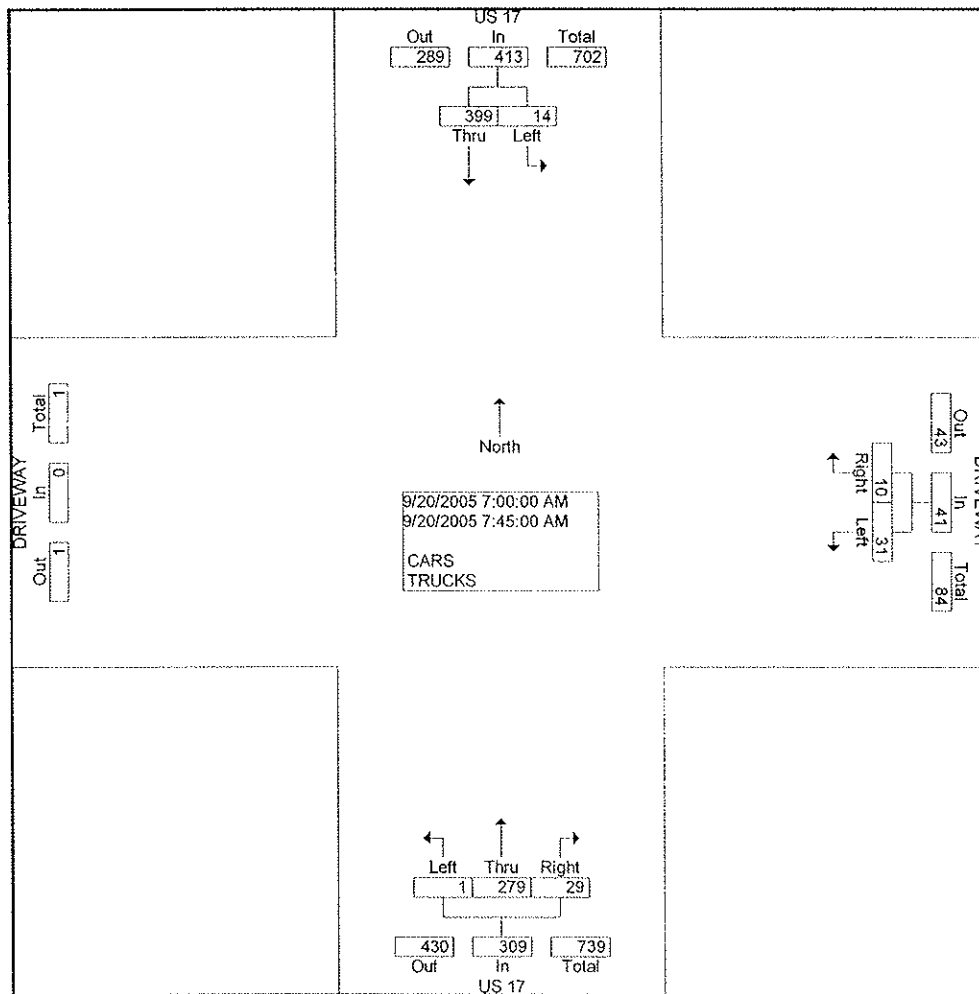 US 17
Out In Total
289 413 702
399 14
Thru Left
Total 1
In 0
Out 1
DRIVEWAY
North
9/20/2005 7:00:00 AM
9/20/2005 7:45:00 AM
CARS
TRUCKS
Right 10
Left 31
Out 43
In 41
Total 84
DRIVEWAY
Left Thru Right
1 279 29
430 309 739
Out In Total
US 17